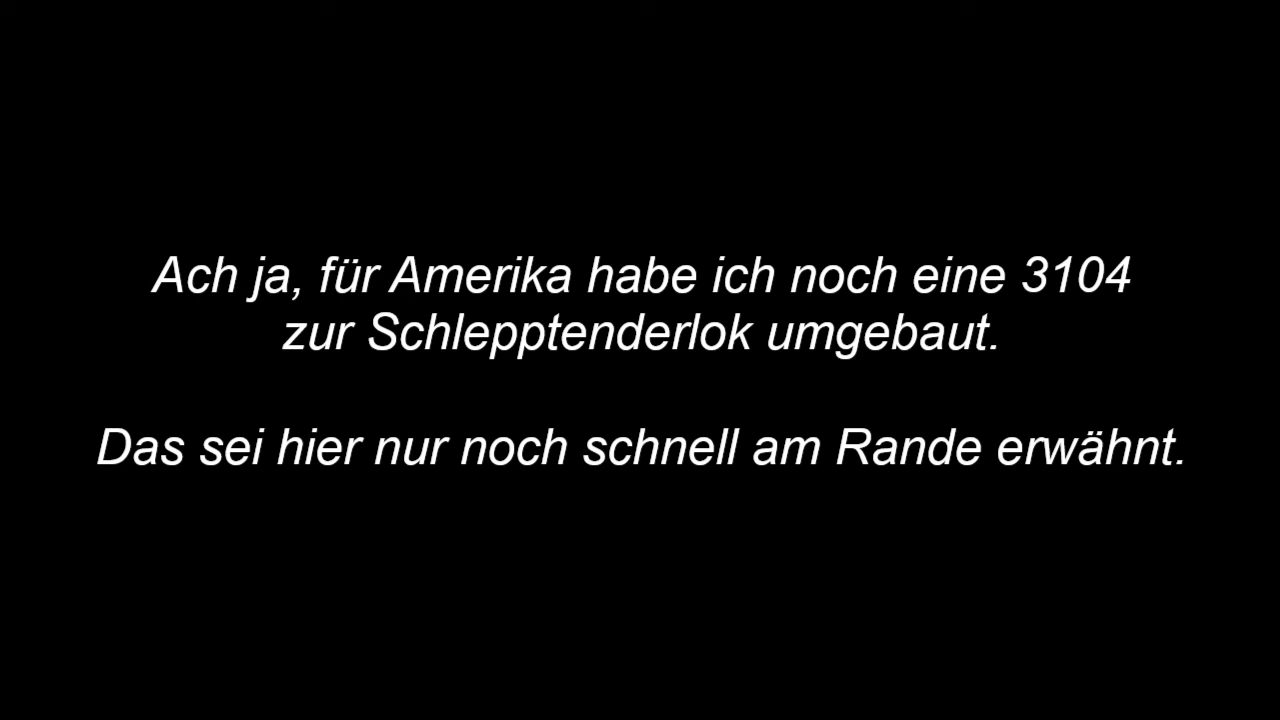 Ach ja, für Amerika habe ich noch eine 3104
zur Schlepptenderlok umgebaut.
Das sei hier nur noch schnell am Rande erwähnt.